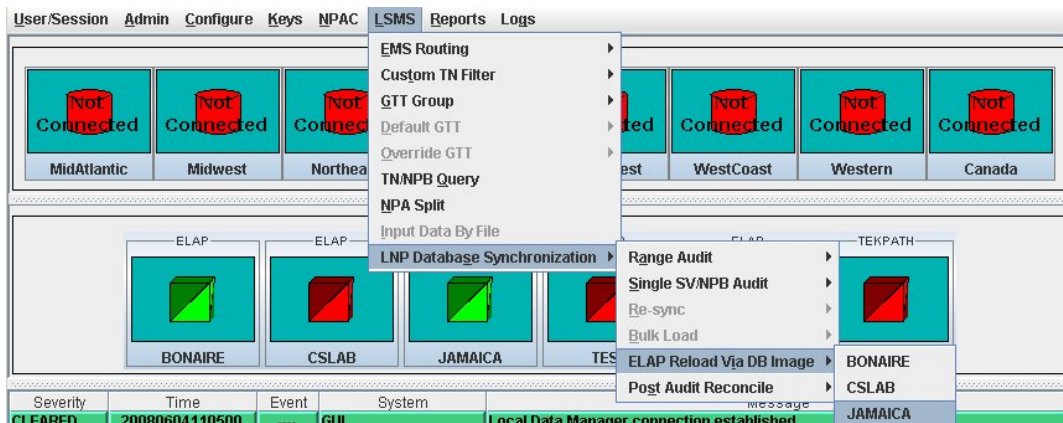 User/Session Admin Configure Keys NPAC LSMS Reports Logs
EMS Routing
Custom TN Filter
GTT Group
Default GTT
Override GTT
TN/NPB Query
NPA Split
Input Data By File
LNP Database Synchronization
Not Connected
MidAtlantic
Not Connected
Midwest
Not
Northea
ted
est
Not Connected
WestCoast
Not Connected
Western
Not Connected
Canada
ELAP
BONAIRE
ELAP
CSLAB
JAMAICA
TES
ELAP
TEKPATH
Range Audit
Single SV/NPB Audit
Re-sync
Bulk Load
ELAP Reload Via DB Image
Post Audit Reconcile
BONAIRE
CSLAB
JAMAICA
Severity Time Event System Message
CLEARED 20080604110500 ---- GUI Local Data Manager connection established